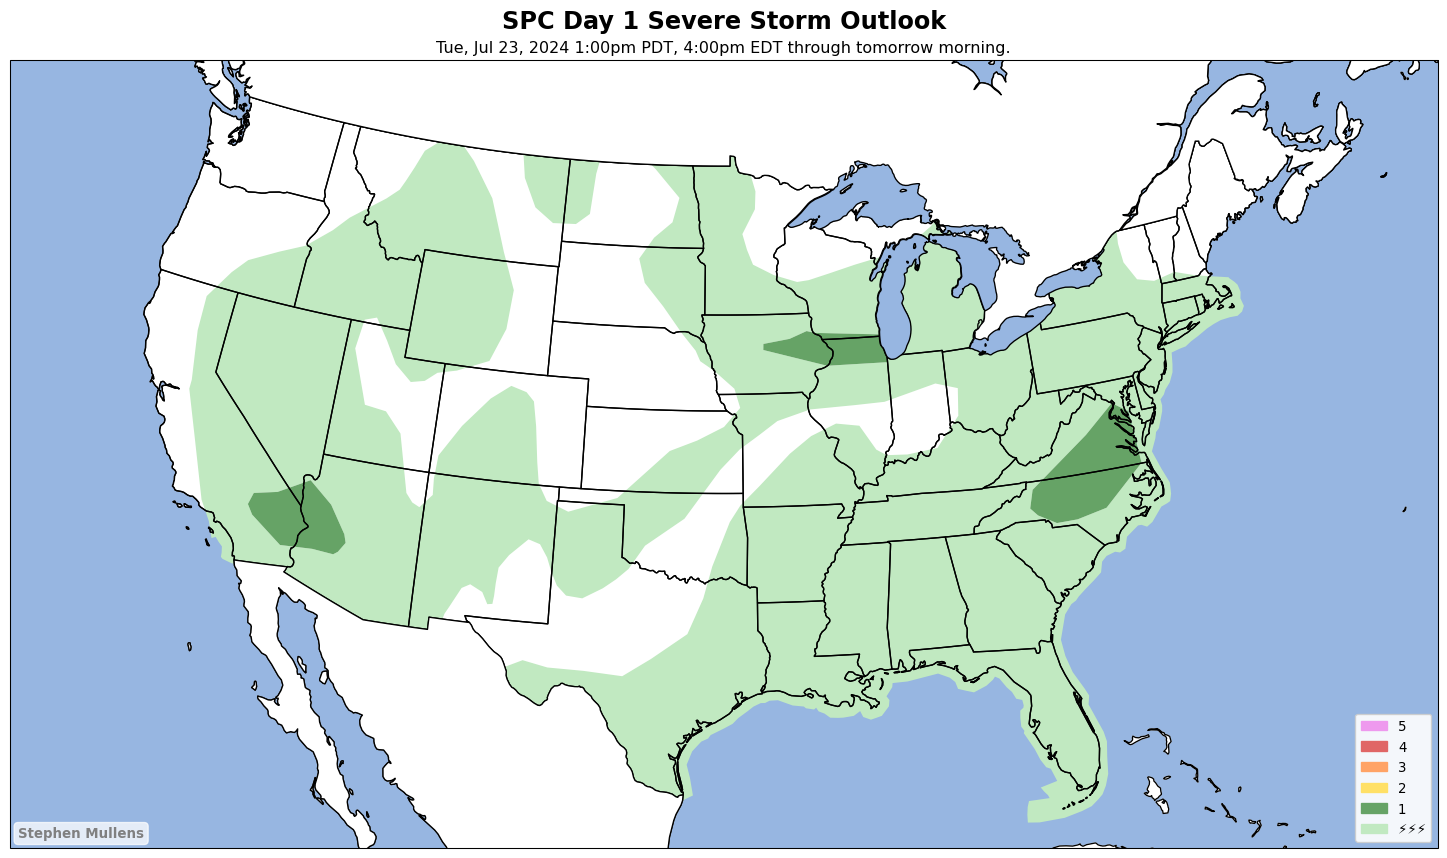 SPC Day 1 Severe Storm Outlook
Tue, Jul 23, 2024 1:00pm PDT, 4:00pm EDT through tomorrow morning.
5
4
3
2
1
⚡⚡⚡
Stephen Mullens